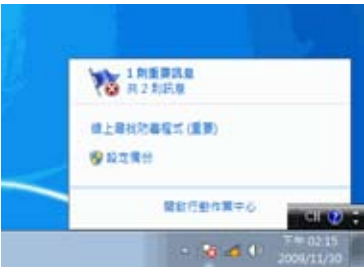 1 則重要訊息
共 2 則訊息
線上尋找防毒程式 (重要)
設定備份
開啟行動作業中心
CH
下午 02:15
2009/11/30